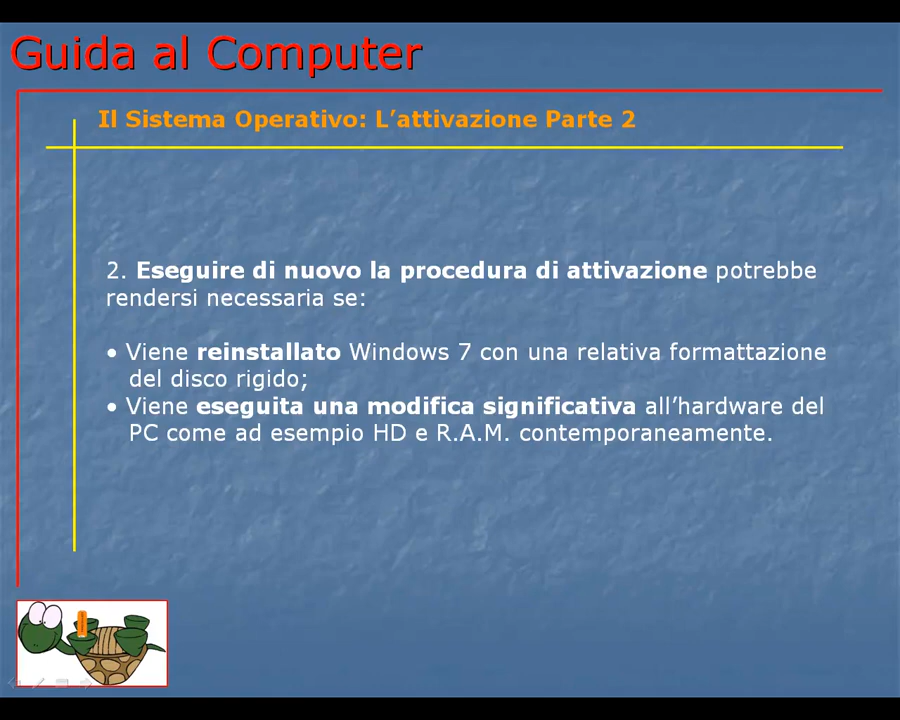 Guida al Computer
Il Sistema Operativo: L’attivazione Parte 2
2. Eseguire di nuovo la procedura di attivazione potrebbe
rendersi necessaria se:
• Viene reinstallato Windows 7 con una relativa formattazione
del disco rigido;
• Viene eseguita una modifica significativa all’hardware del
PC come ad esempio HD e R.A.M. contemporaneamente.